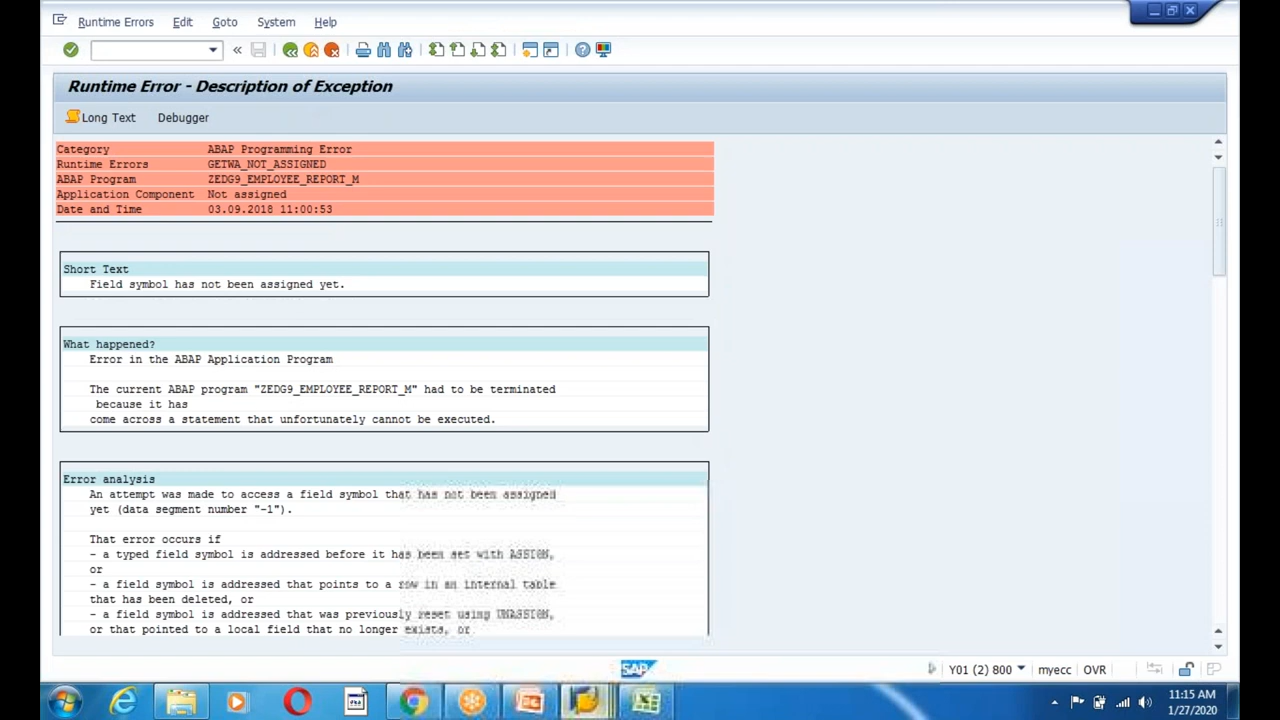 Runtime Errors Edit Goto System Help
Runtime Error - Description of Exception
Long Text Debugger
Category ABAP Programming Error
Runtime Errors GETWA_NOT_ASSIGNED
ABAP Program ZEDG9_EMPLOYEE_REPORT_M
Application Component Not assigned
Date and Time 03.09.2018 11:00:53
Short Text
Field symbol has not been assigned yet.
What happened?
Error in the ABAP Application Program
The current ABAP program "ZEDG9_EMPLOYEE_REPORT_M" had to be terminated
because it has
come across a statement that unfortunately cannot be executed.
Error analysis
An attempt was made to access a field symbol that has not been assigned
yet (data segment number "-1").
That error occurs if
- a typed field symbol is addressed before it has been set with ASSIGN,
or
- a field symbol is addressed that points to a row in an internal table
that has been deleted, or
- a field symbol is addressed that was previously reset using UNASSIGN,
or that pointed to a local field that no longer exists, or
SAP
Y01 (2) 800 myecc OVR
11:15 AM
1/27/2020